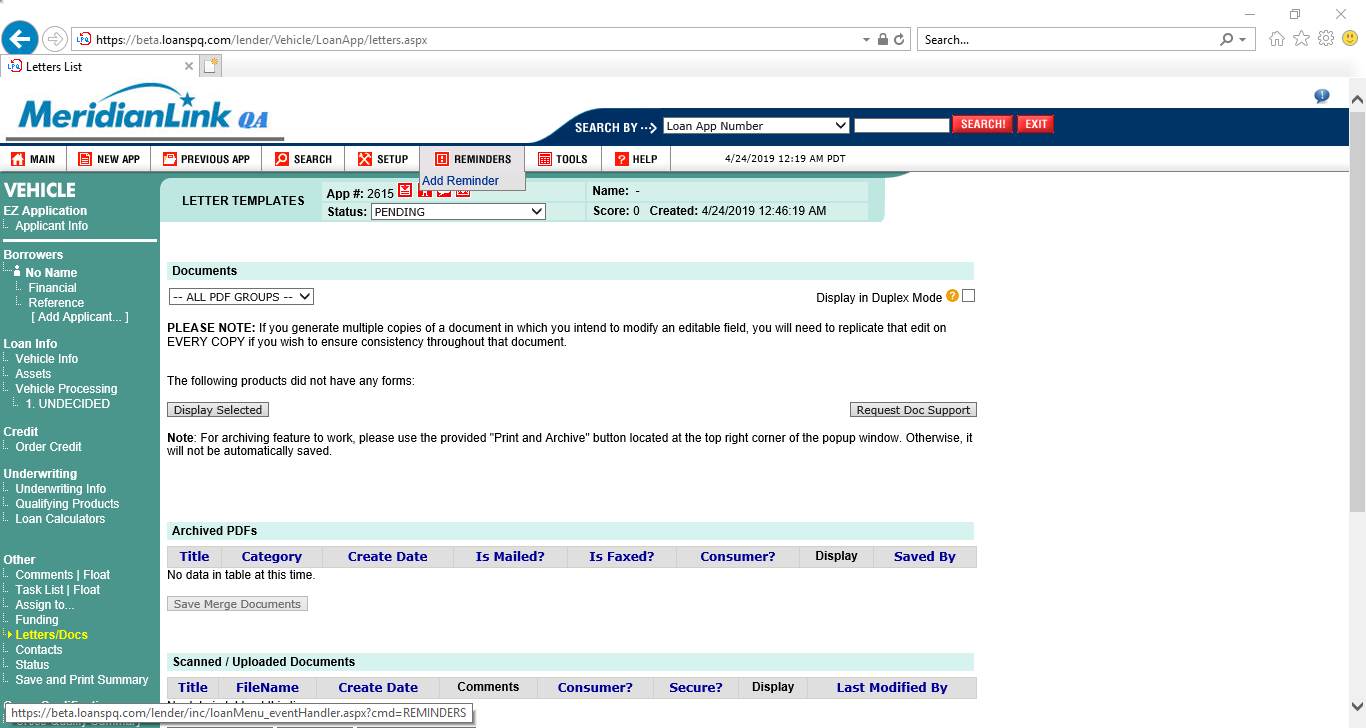 https://beta.loanspq.com/lender/Vehicle/LoanApp/letters.aspx
Search...
LPQ Letters List
MeridianLink QA
SEARCH BY ··> Loan App Number SEARCH! EXIT
MAIN NEW APP PREVIOUS APP SEARCH SETUP REMINDERS TOOLS HELP 4/24/2019 12:19 AM PDT
Add Reminder
VEHICLE
EZ Application
Applicant Info
Borrowers
No Name
Financial
Reference
[ Add Applicant... ]
Loan Info
Vehicle Info
Assets
Vehicle Processing
1. UNDECIDED
Credit
Order Credit
Underwriting
Underwriting Info
Qualifying Products
Loan Calculators
Other
Comments | Float
Task List | Float
Assign to...
Funding
Letters/Docs
Contacts
Status
Save and Print Summary
LETTER TEMPLATES
App #: 2615
Status: PENDING
Name: -
Score: 0 Created: 4/24/2019 12:46:19 AM
Documents
-- ALL PDF GROUPS --
Display in Duplex Mode ?
PLEASE NOTE: If you generate multiple copies of a document in which you intend to modify an editable field, you will need to replicate that edit on
EVERY COPY if you wish to ensure consistency throughout that document.
The following products did not have any forms:
Display Selected
Request Doc Support
Note: For archiving feature to work, please use the provided "Print and Archive" button located at the top right corner of the popup window. Otherwise, it
will not be automatically saved.
Archived PDFs
Title Category Create Date Is Mailed? Is Faxed? Consumer? Display Saved By
No data in table at this time.
Save Merge Documents
Scanned / Uploaded Documents
Title FileName Create Date Comments Consumer? Secure? Display Last Modified By
https://beta.loanspq.com/lender/inc/loanMenu_eventHandler.aspx?cmd=REMINDERS